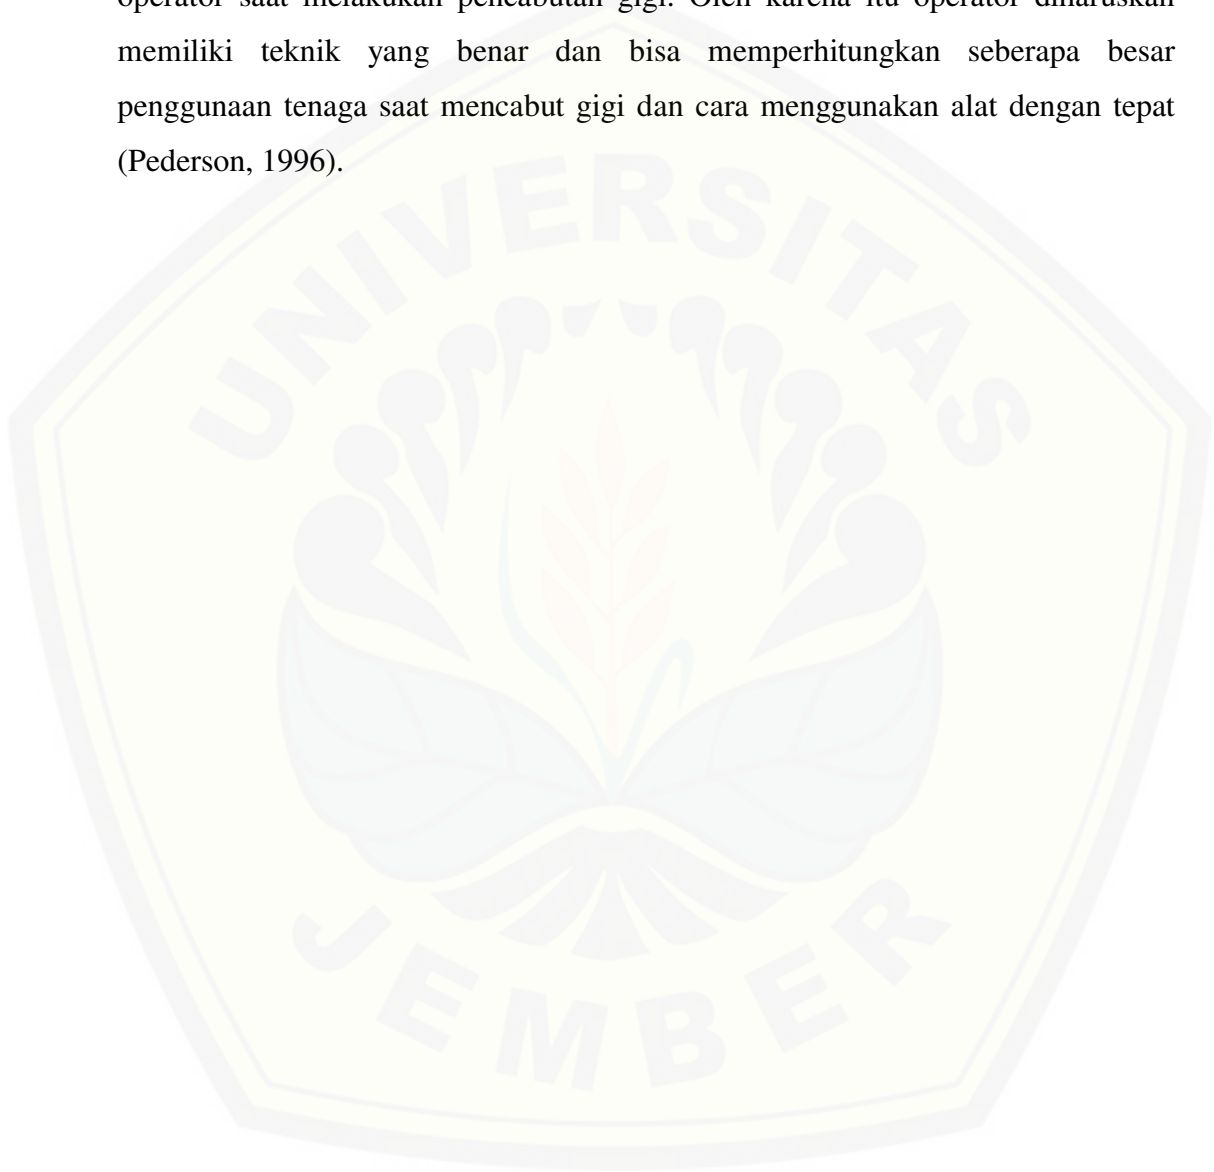 operator saat melakukan pencabutan gigi. Oleh karena itu operator diharuskan
memiliki teknik yang benar dan bisa memperhitungkan seberapa besar
penggunaan tenaga saat mencabut gigi dan cara menggunakan alat dengan tepat
(Pederson, 1996).
UNIVERSITAS
JEMBER